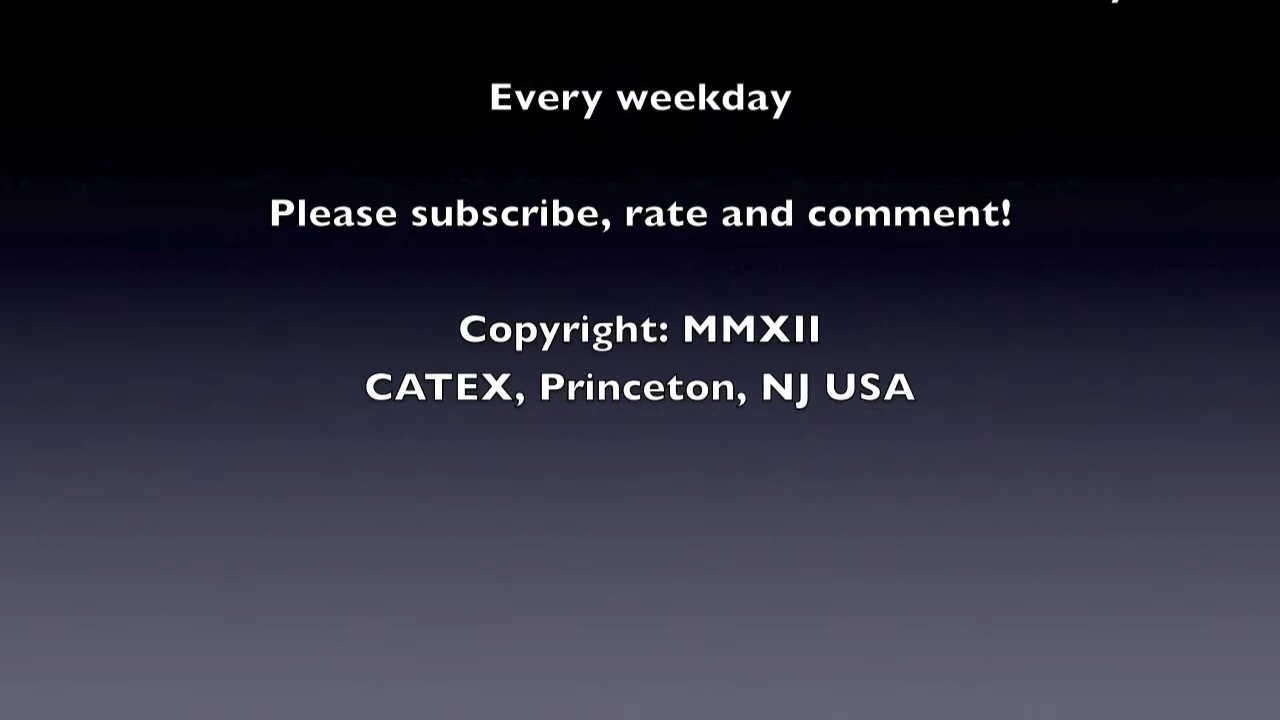 Every weekday
Please subscribe, rate and comment!
Copyright: MMXII
CATEX, Princeton, NJ USA